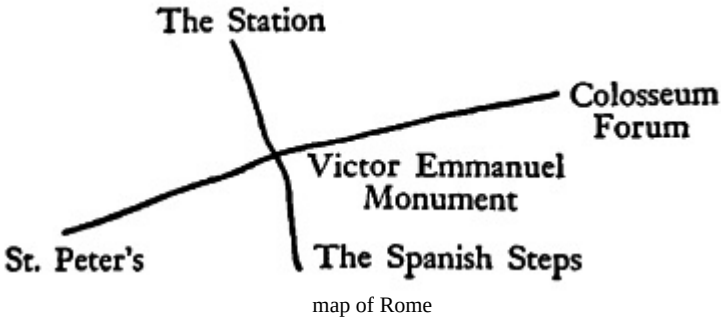 The Station
Colosseum
Forum
Victor Emmanuel
Monument
St. Peter's
The Spanish Steps
map of Rome